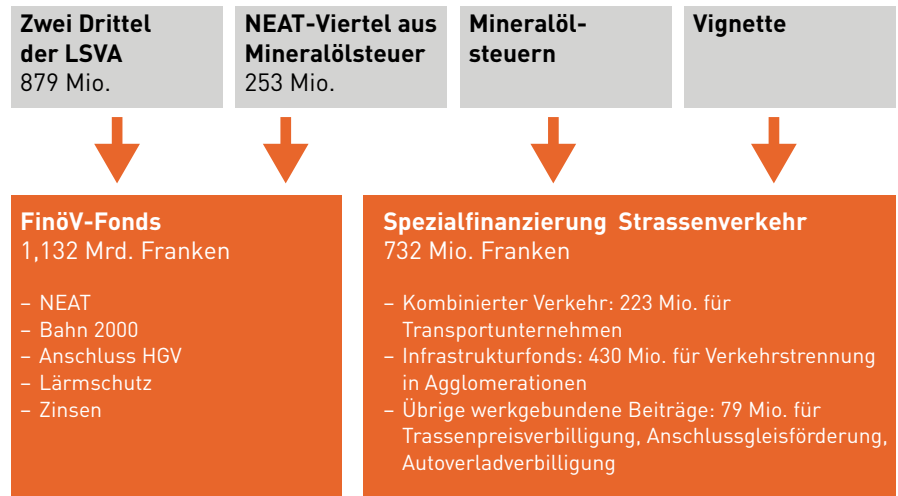 Zwei Drittel
der LSVA
879 Mio.
NEAT-Viertel aus
Mineralölsteuer
253 Mio.
Mineralöl-
steuern
Vignette
FinöV-Fonds
1,132 Mrd. Franken
– NEAT
– Bahn 2000
– Anschluss HGV
– Lärmschutz
– Zinsen
Spezialfinanzierung Strassenverkehr
732 Mio. Franken
– Kombinierter Verkehr: 223 Mio. für
Transportunternehmen
– Infrastrukturfonds: 430 Mio. für Verkehrstrennung
in Agglomerationen
– Übrige werkgebundene Beiträge: 79 Mio. für
Trassenpreisverbilligung, Anschlussgleisförderung,
Autoverladverbilligung